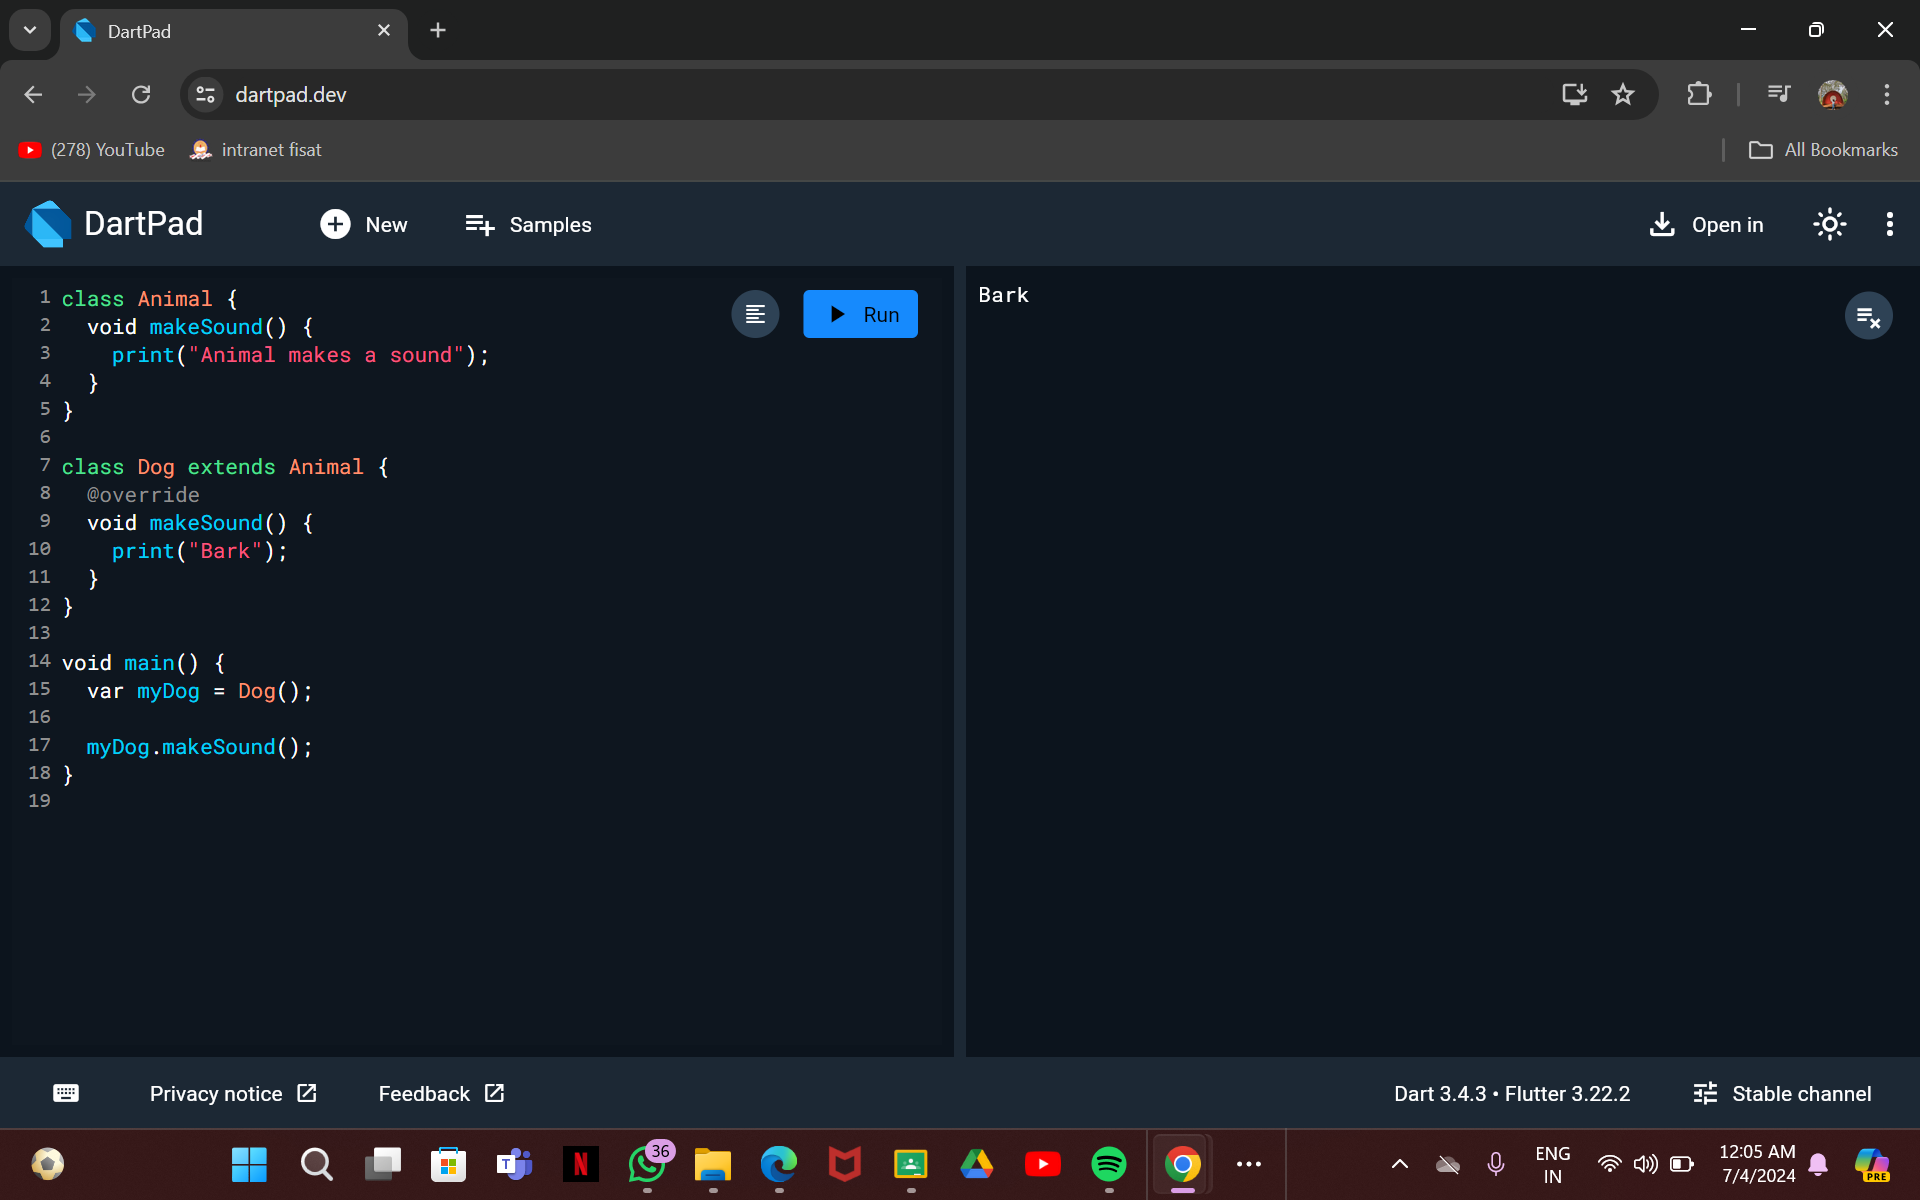 DartPad
dartpad.dev
(278) YouTube
intranet fisat
All Bookmarks
DartPad
New
Samples
Open in
1 class Animal {
2   void makeSound() {
3     print("Animal makes a sound");
4   }
5 }
6
7 class Dog extends Animal {
8   @override
9   void makeSound() {
10     print("Bark");
11   }
12 }
13
14 void main() {
15   var myDog = Dog();
16
17   myDog.makeSound();
18 }
19
Run
Bark
Privacy notice
Feedback
Dart 3.4.3 • Flutter 3.22.2
Stable channel
T
N
36
ENG
IN
12:05 AM
7/4/2024
PRE